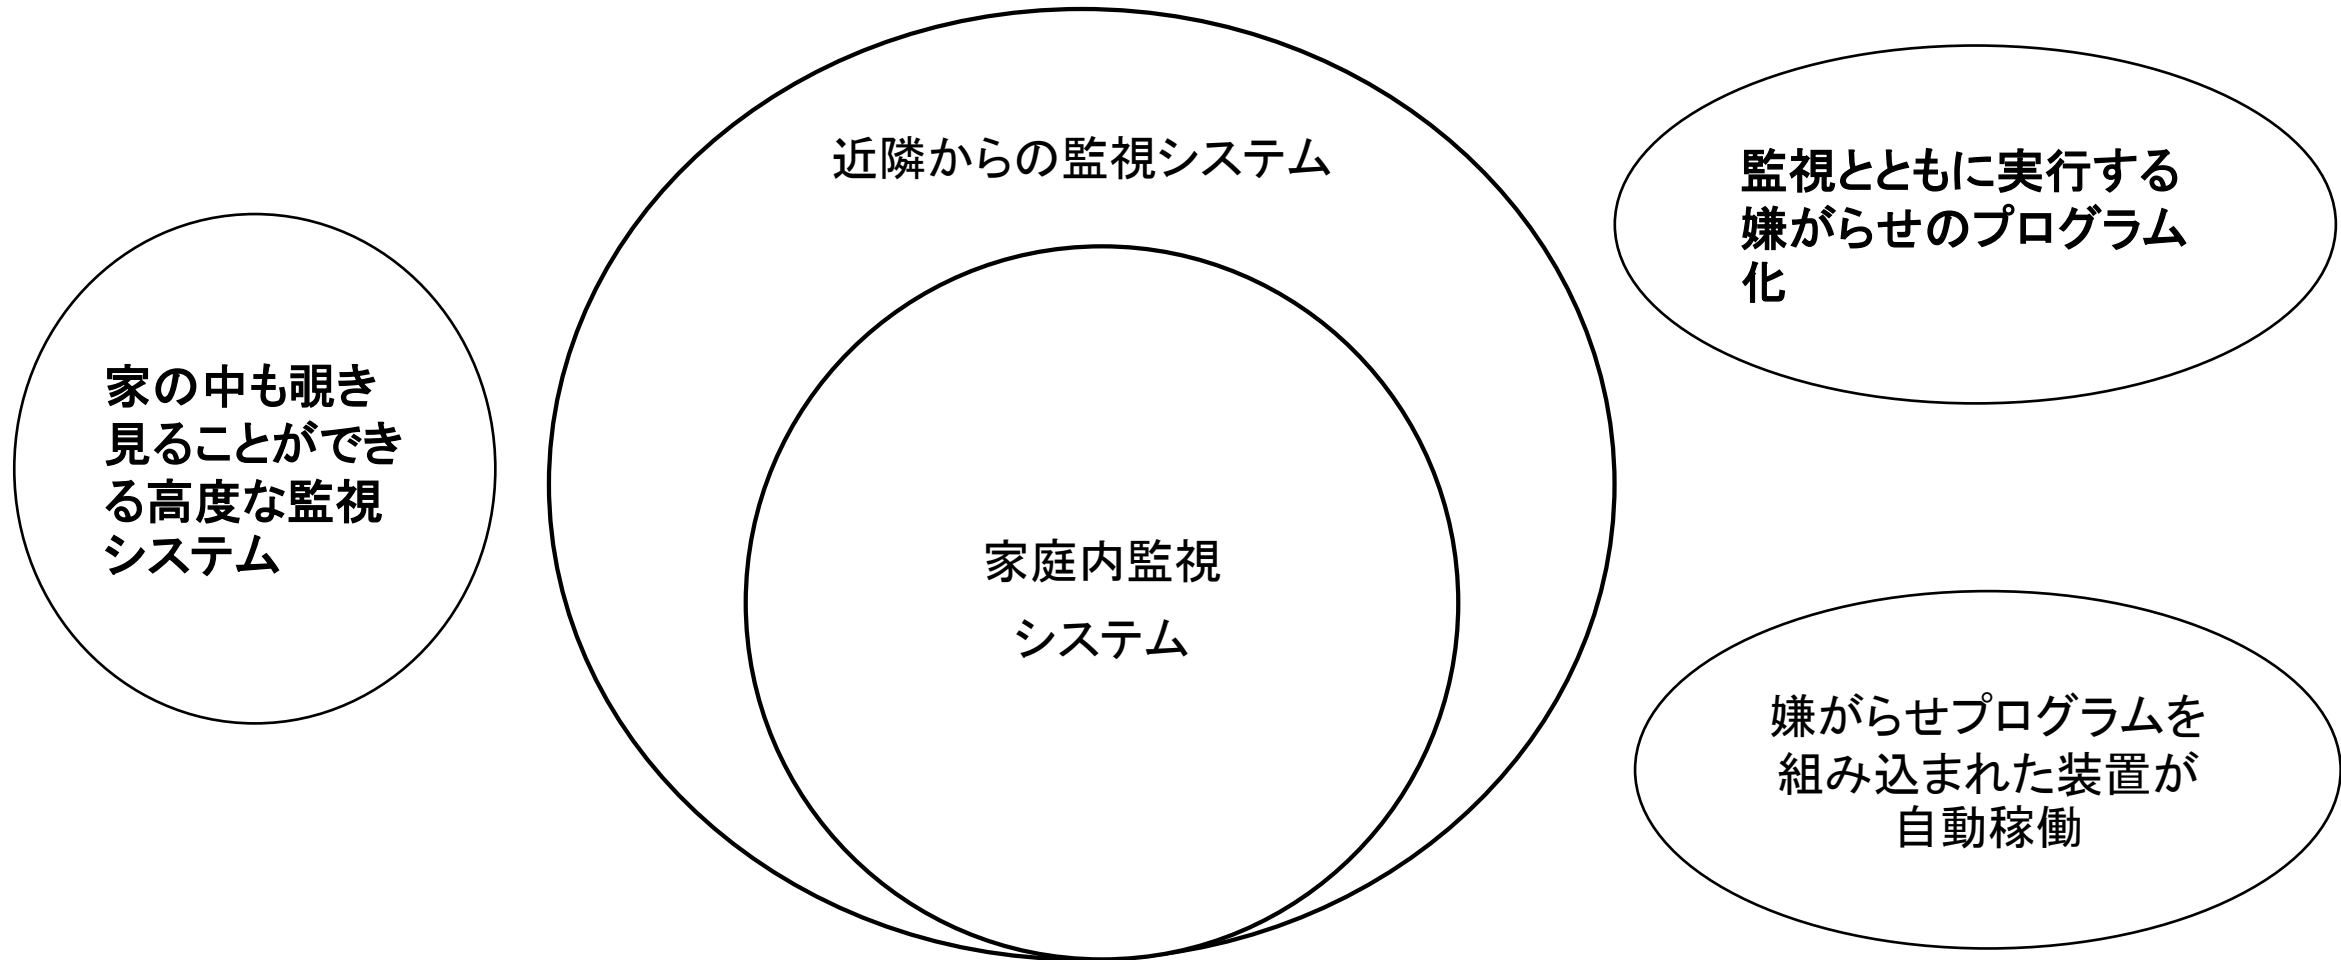 家の中も覗き
見ることができ
る高度な監視
システム
近隣からの監視システム
家庭内監視
システム
監視とともに実行する
嫌がらせのプログラム
化
嫌がらせプログラムを
組み込まれた装置が
自動稼働